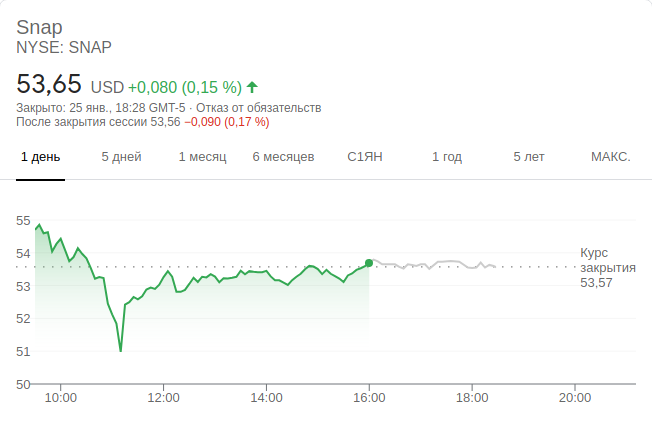 Snap
NYSE: SNAP
53,65 USD +0,080 (0,15 %)
Закрыто: 25 янв., 18:28 GMT-5 · Отказ от обязательств
После закрытия сессии 53,56 −0,090 (0,17 %)
1 день 5 дней 1 месяц 6 месяцев С1ЯН 1 год 5 лет МАКС.
55
54
53
52
51
50
Курс
закрытия
53,57
10:00 12:00 14:00 16:00 18:00 20:00